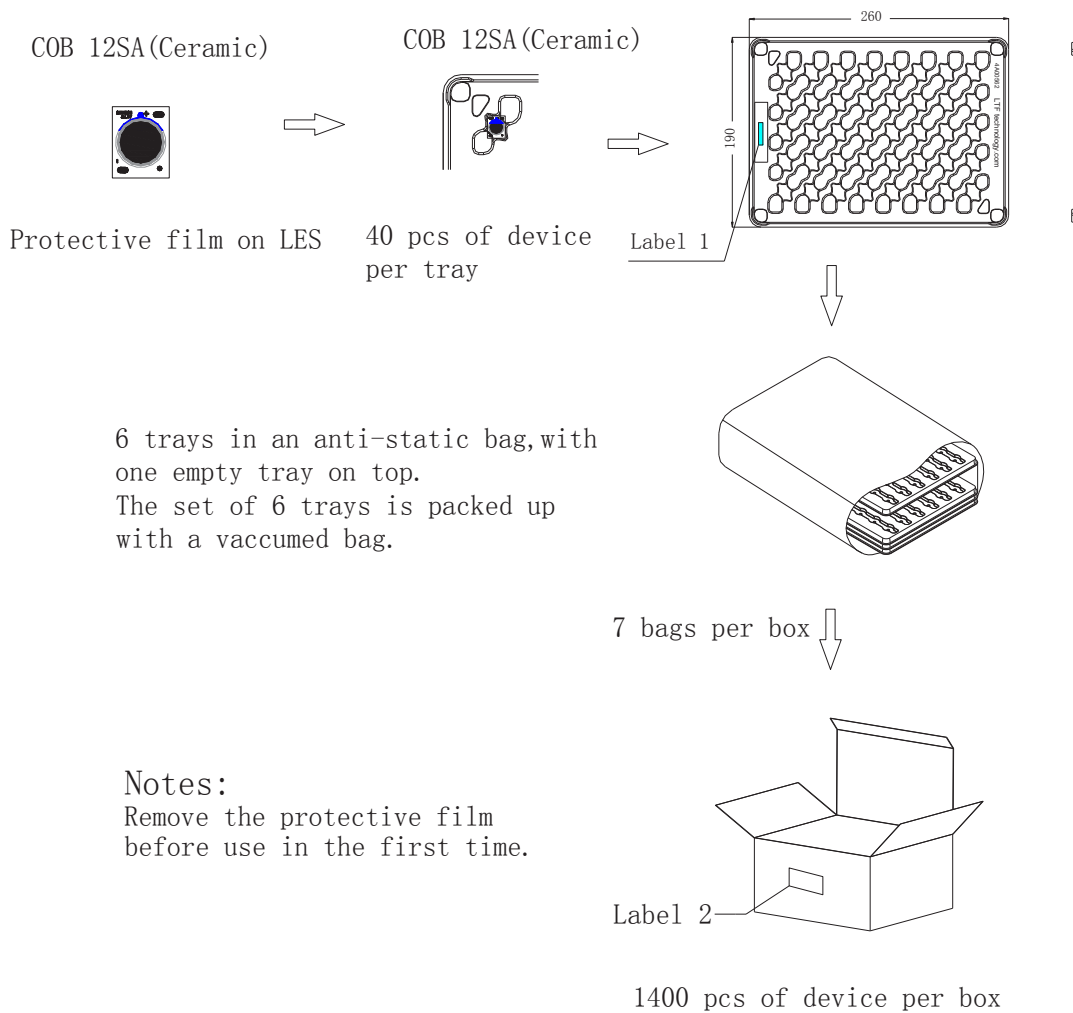 COB 12SA(Ceramic)
COB 12SA(Ceramic)
260
190
LTF technology.com
Protective film on LES
40 pcs of device
per tray
Label 1
6 trays in an anti-static bag,with
one empty tray on top.
The set of 6 trays is packed up
with a vaccumed bag.
7 bags per box
Notes:
Remove the protective film
before use in the first time.
Label 2
1400 pcs of device per box